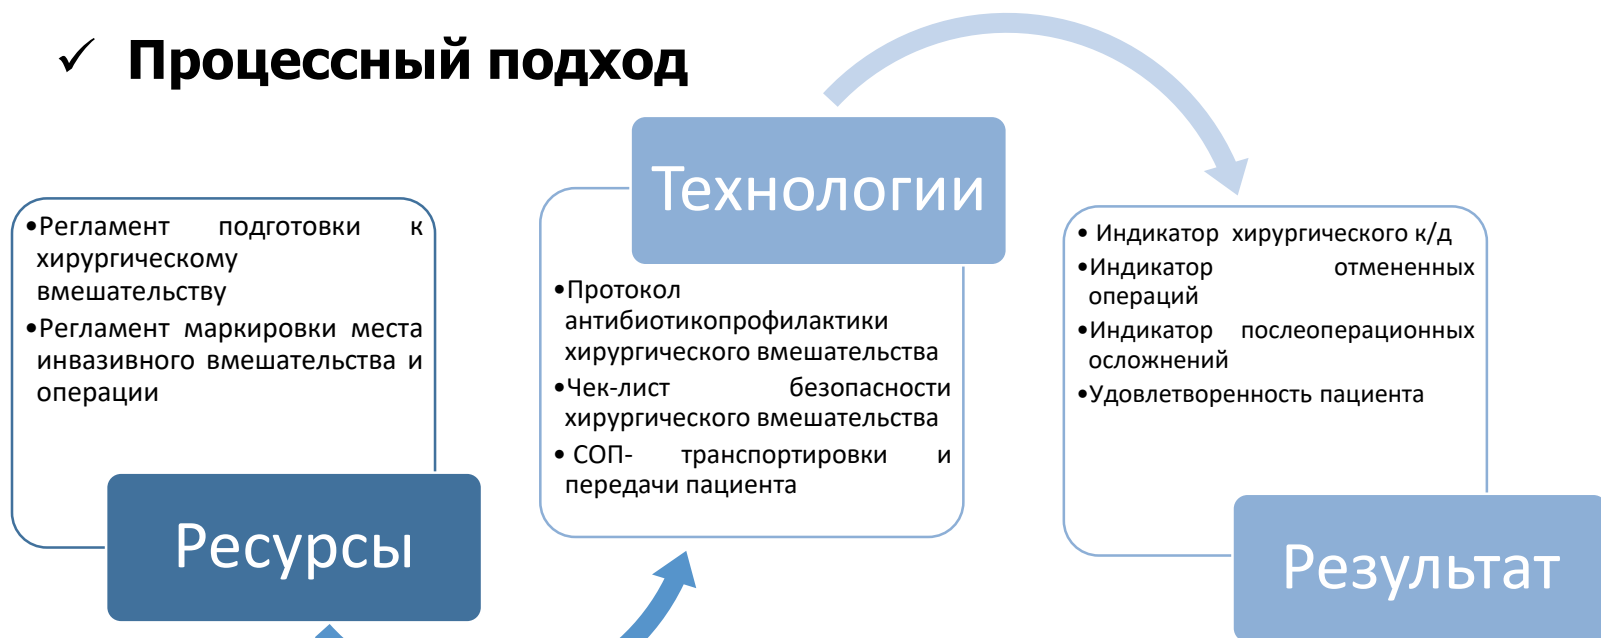 ✓ Процессный подход
•Регламент подготовки к
хирургическому
вмешательству
•Регламент маркировки места
инвазивного вмешательства и
операции
Ресурсы
Технологии
•Протокол
антибиотикопрофилактики
хирургического вмешательства
•Чек-лист безопасности
хирургического вмешательства
• СОП- транспортировки и
передачи пациента
• Индикатор хирургического к/д
•Индикатор отмененных
операций
•Индикатор послеоперационных
осложнений
•Удовлетворенность пациента
Результат